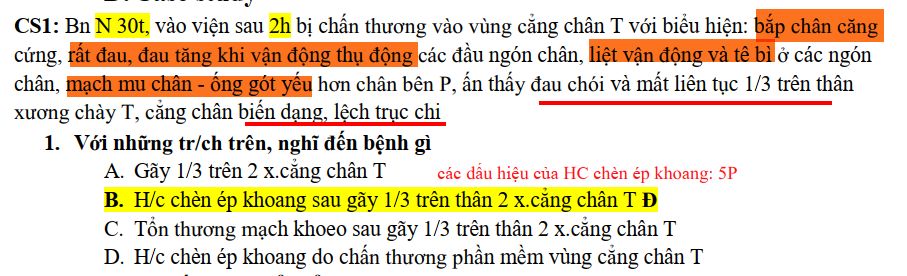 CS1: Bn N 30t, vào viện sau 2h bị chấn thương vào vùng cẳng chân T với biểu hiện: bắp chân căng
cứng, rất đau, đau tăng khi vận động thụ động các đầu ngón chân, liệt vận động và tê bì ở các ngón
chân, mạch mu chân - ống gót yếu hơn chân bên P, ấn thấy đau chói và mất liên tục 1/3 trên thân
xương chày T, cẳng chân biến dạng, lệch trục chi
1. Với những tr/ch trên, nghĩ đến bệnh gì
A. Gãy 1/3 trên 2 x.cẳng chân T
các dấu hiệu của HC chèn ép khoang: 5P
B. H/c chèn ép khoang sau gãy 1/3 trên thân 2 x.cẳng chân T Đ
C. Tổn thương mạch khoeo sau gãy 1/3 trên thân 2 x.cẳng chân T
D. H/c chèn ép khoang do chấn thương phần mềm vùng cẳng chân T